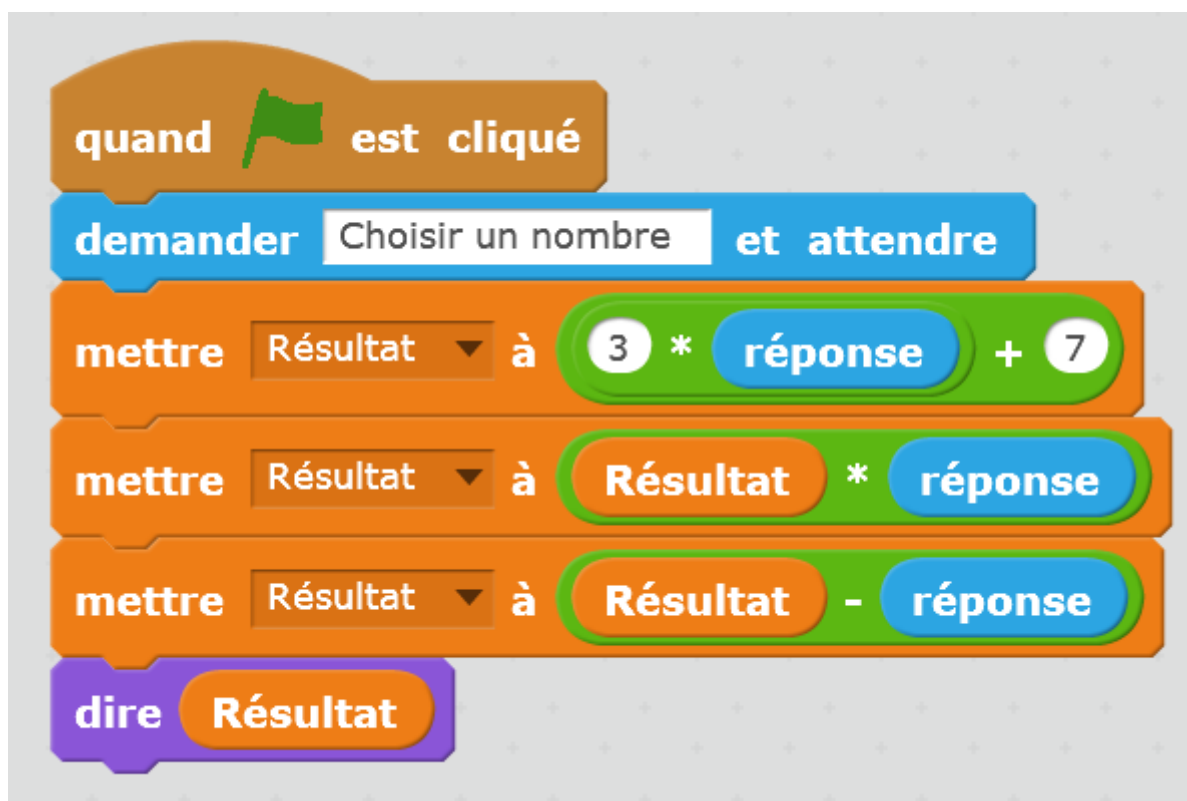 quand est cliqué
demander Choisir un nombre et attendre
mettre Résultat à 3 * réponse + 7
mettre Résultat à Résultat * réponse
mettre Résultat à Résultat - réponse
dire Résultat